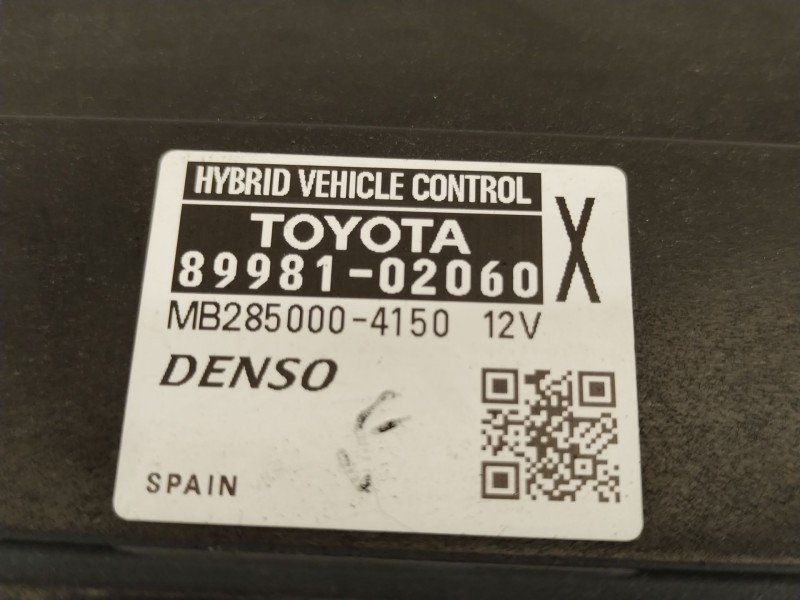 HYBRID VEHICLE CONTROL
TOYOTA
89981-02060
X
MB285000-4150 12V
DENSO
SPAIN